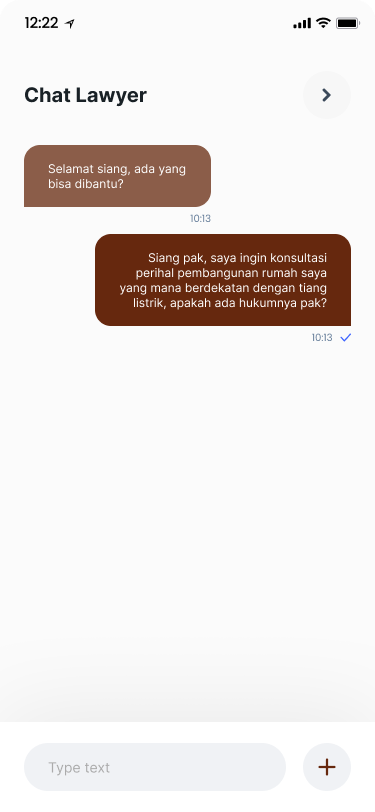 12:22
Chat Lawyer
Selamat siang, ada yang
bisa dibantu?
10:13
Siang pak, saya ingin konsultasi
perihal pembangunan rumah saya
yang mana berdekatan dengan tiang
listrik, apakah ada hukumnya pak?
10:13
Type text